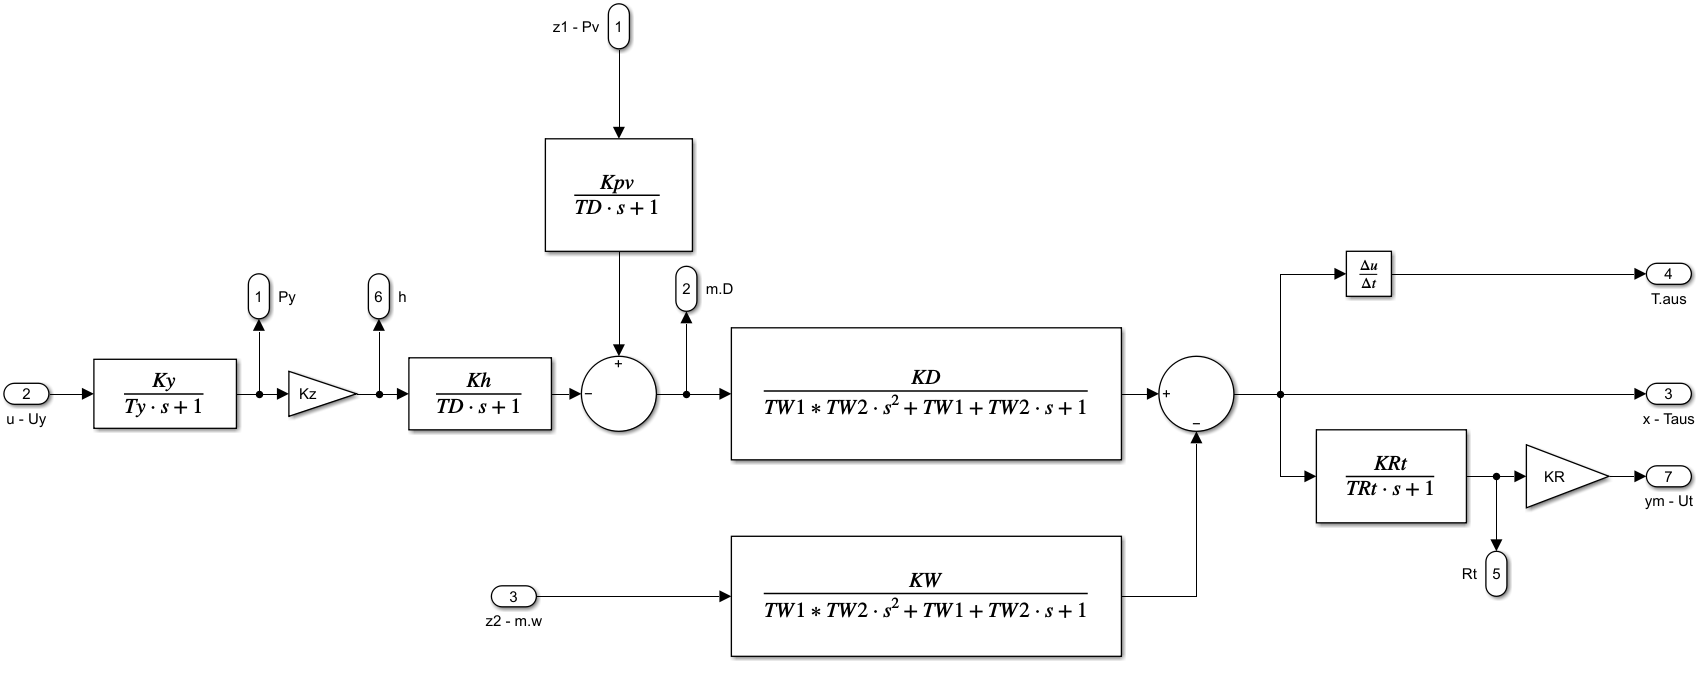 z1 - Pv
1
Kpv
TD · s + 1
1
Py
6
h
2
m.D
Δu
Δt
4
T.aus
2
u - Uy
Ky
Ty · s + 1
Kz
Kh
TD · s + 1
+
−
KD
TW1 * TW2 · s² + TW1 + TW2 · s + 1
+
−
3
x - Taus
KRt
TRt · s + 1
KR
7
ym - Ut
Rt
5
3
z2 - m.w
KW
TW1 * TW2 · s² + TW1 + TW2 · s + 1